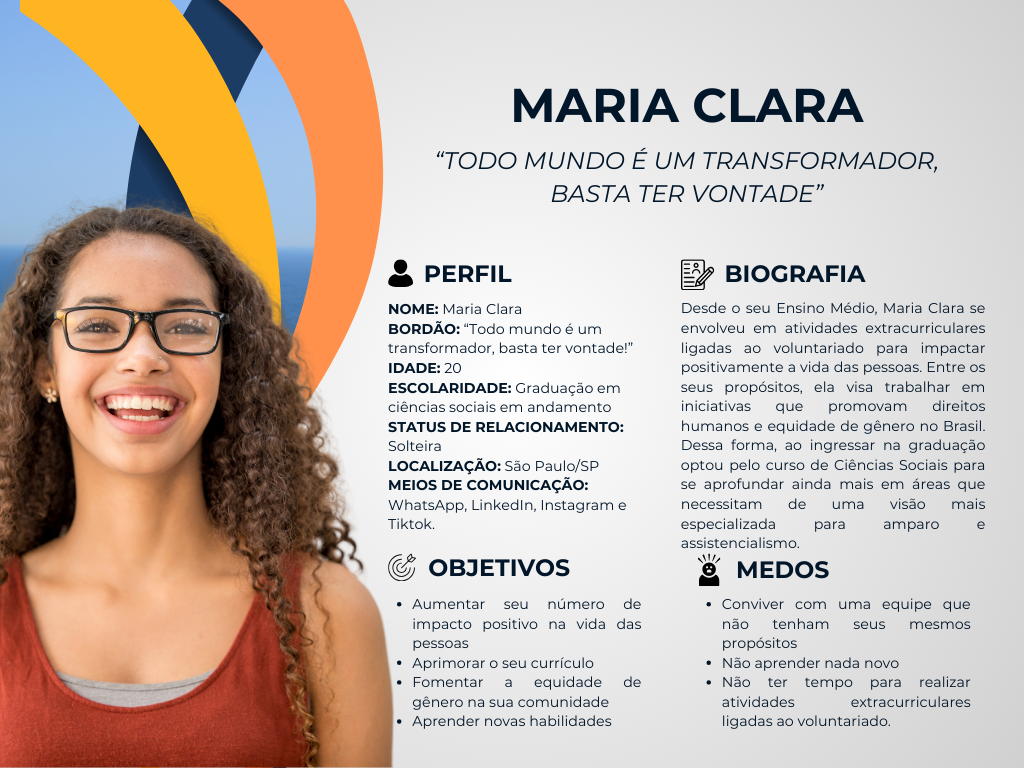 MARIA CLARA
“TODO MUNDO É UM TRANSFORMADOR,
BASTA TER VONTADE”
PERFIL
NOME: Maria Clara
BORDÃO: “Todo mundo é um
transformador, basta ter vontade!”
IDADE: 20
ESCOLARIDADE: Graduação em
ciências sociais em andamento
STATUS DE RELACIONAMENTO:
Solteira
LOCALIZAÇÃO: São Paulo/SP
MEIOS DE COMUNICAÇÃO:
WhatsApp, LinkedIn, Instagram e
Tiktok.
BIOGRAFIA
Desde o seu Ensino Médio, Maria Clara se
envolveu em atividades extracurriculares
ligadas ao voluntariado para impactar
positivamente a vida das pessoas. Entre os
seus propósitos, ela visa trabalhar em
iniciativas que promovam direitos
humanos e equidade de gênero no Brasil.
Dessa forma, ao ingressar na graduação
optou pelo curso de Ciências Sociais para
se aprofundar ainda mais em áreas que
necessitam de uma visão mais
especializada para amparo e
assistencialismo.
OBJETIVOS
• Aumentar seu número de
impacto positivo na vida das
pessoas
• Aprimorar o seu currículo
• Fomentar a equidade de
gênero na sua comunidade
• Aprender novas habilidades
MEDOS
• Conviver com uma equipe que
não tenham seus mesmos
propósitos
• Não aprender nada novo
• Não ter tempo para realizar
atividades extracurriculares
ligadas ao voluntariado.